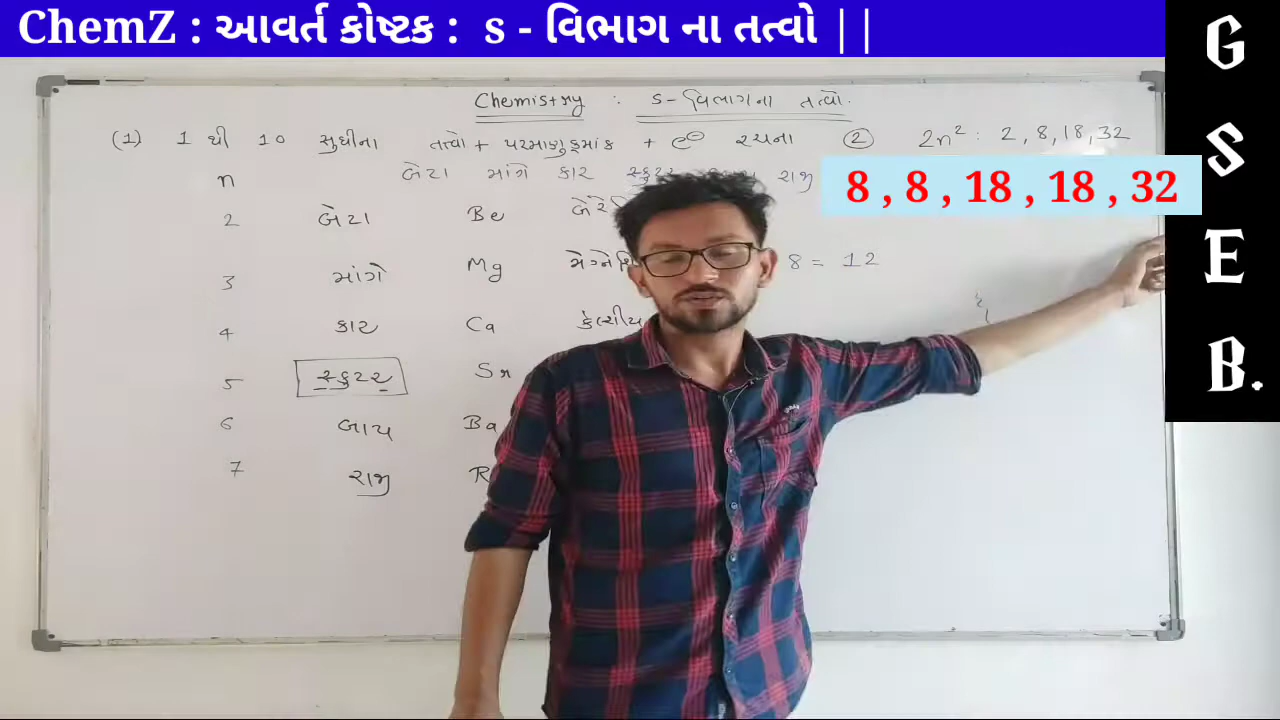 ChemZ : આવર્ત કોષ્ટક : s - વિભાગ ના તત્વો ||
G
S
E
B.
Chemistry : s-વિભાગના તત્વો.
(1) 1 થી 10 સુધીના તત્વો + પરમાણુક્રમાંક + e⊖ રચના ② 2n² : 2, 8, 18, 32
બેટા માંગે કાર સ્કુટર રાજી
8 , 8 , 18 , 18 , 32
n
2 બેટા Be
3 માંગે Mg મેગ્નેશિ 8 = 12
4 કાર Ca કેલ્શીય
5 સ્કુટર Sr
6 બાય Ba
7 રાજી R